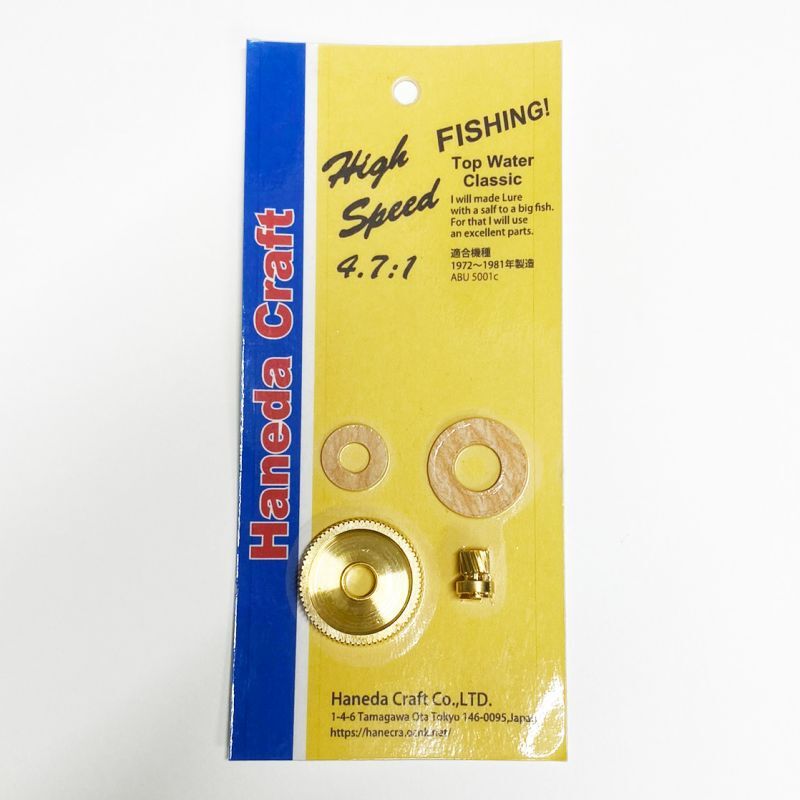 Haneda Craft
High
Speed
4.7:1
FISHING!
Top Water
Classic
I will made Lure
with a salf to a big fish.
For that I will use
an excellent parts.
適合機種
1972〜1981年製造
ABU 5001c
Haneda Craft Co.,LTD.
1-4-6 Tamagawa Ota Tokyo 146-0095,Japan
https://hanecra.ocnk.net/